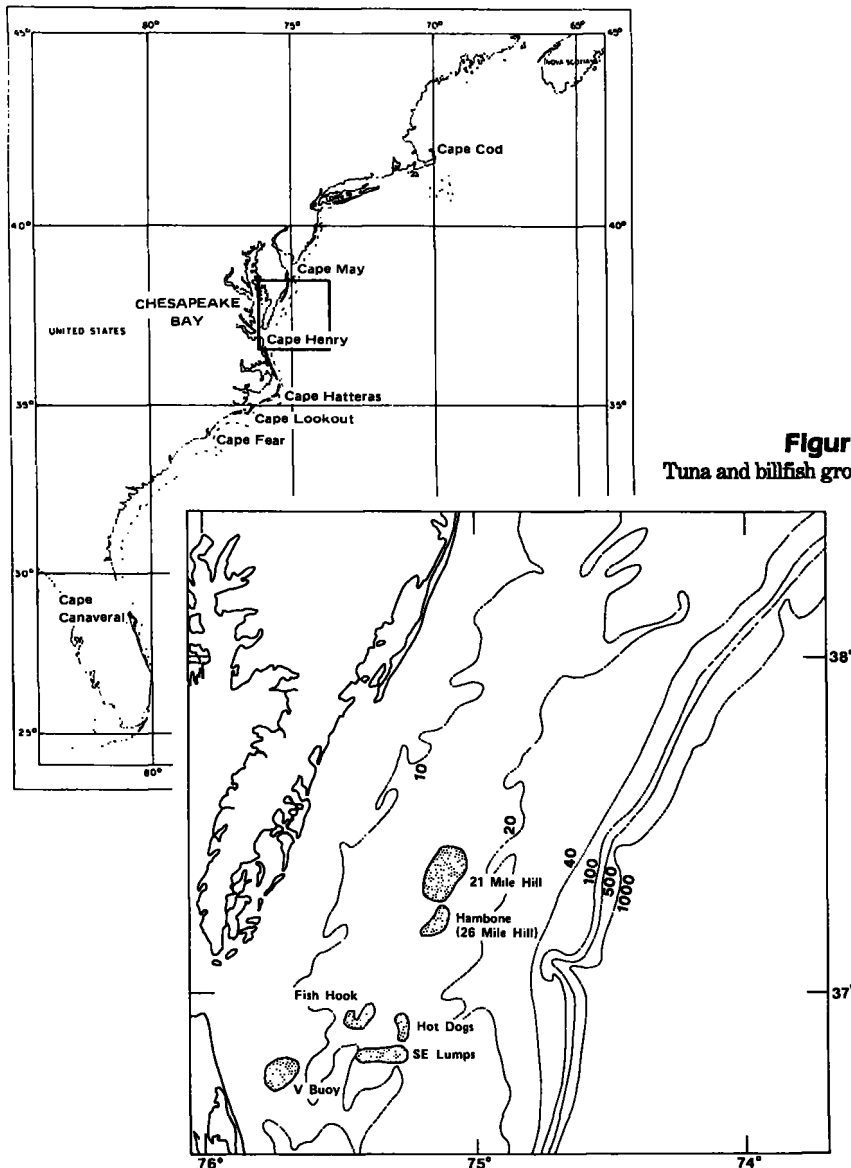 80°
75°
70°
65°
45°
45°
NOVA SCOTIA
Cape Cod
40°
40°
Cape May
CHESAPEAKE
BAY
UNITED STATES
Cape Henry
Cape Hatteras
35°
35°
Cape Lookout
Cape Fear
Figur
Tuna and billfish gro
30°
Cape
Canaveral
25°
80°
38°
10
20
40
100
500
1000
21 Mile Hill
Hambone
(26 Mile Hill)
37°
Fish Hook
Hot Dogs
SE Lumps
V Buoy
76°
75°
74°